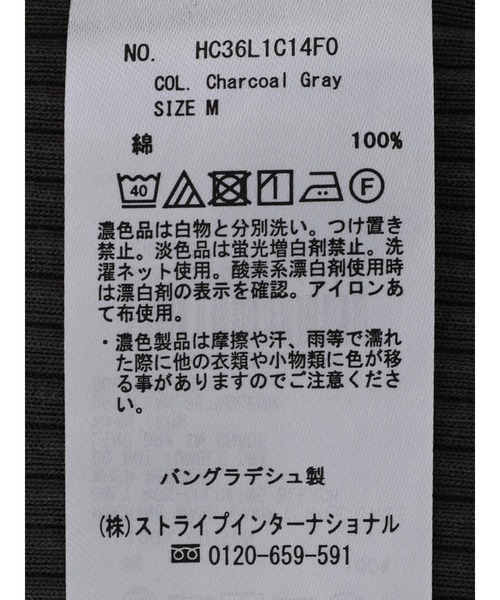 NO. HC36L1C14F0
COL. Charcoal Gray
SIZE M
綿 100%
40 F
濃色品は白物と分別洗い。つけ置き
禁止。淡色品は蛍光増白剤禁止。洗
濯ネット使用。酸素系漂白剤使用時
は漂白剤の表示を確認。アイロンあ
て布使用。
・濃色製品は摩擦や汗、雨等で濡れ
た際に他の衣類や小物類に色が移
る事がありますのでご注意くださ
い。
バングラデシュ製
(株)ストライプインターナショナル
0120-659-591